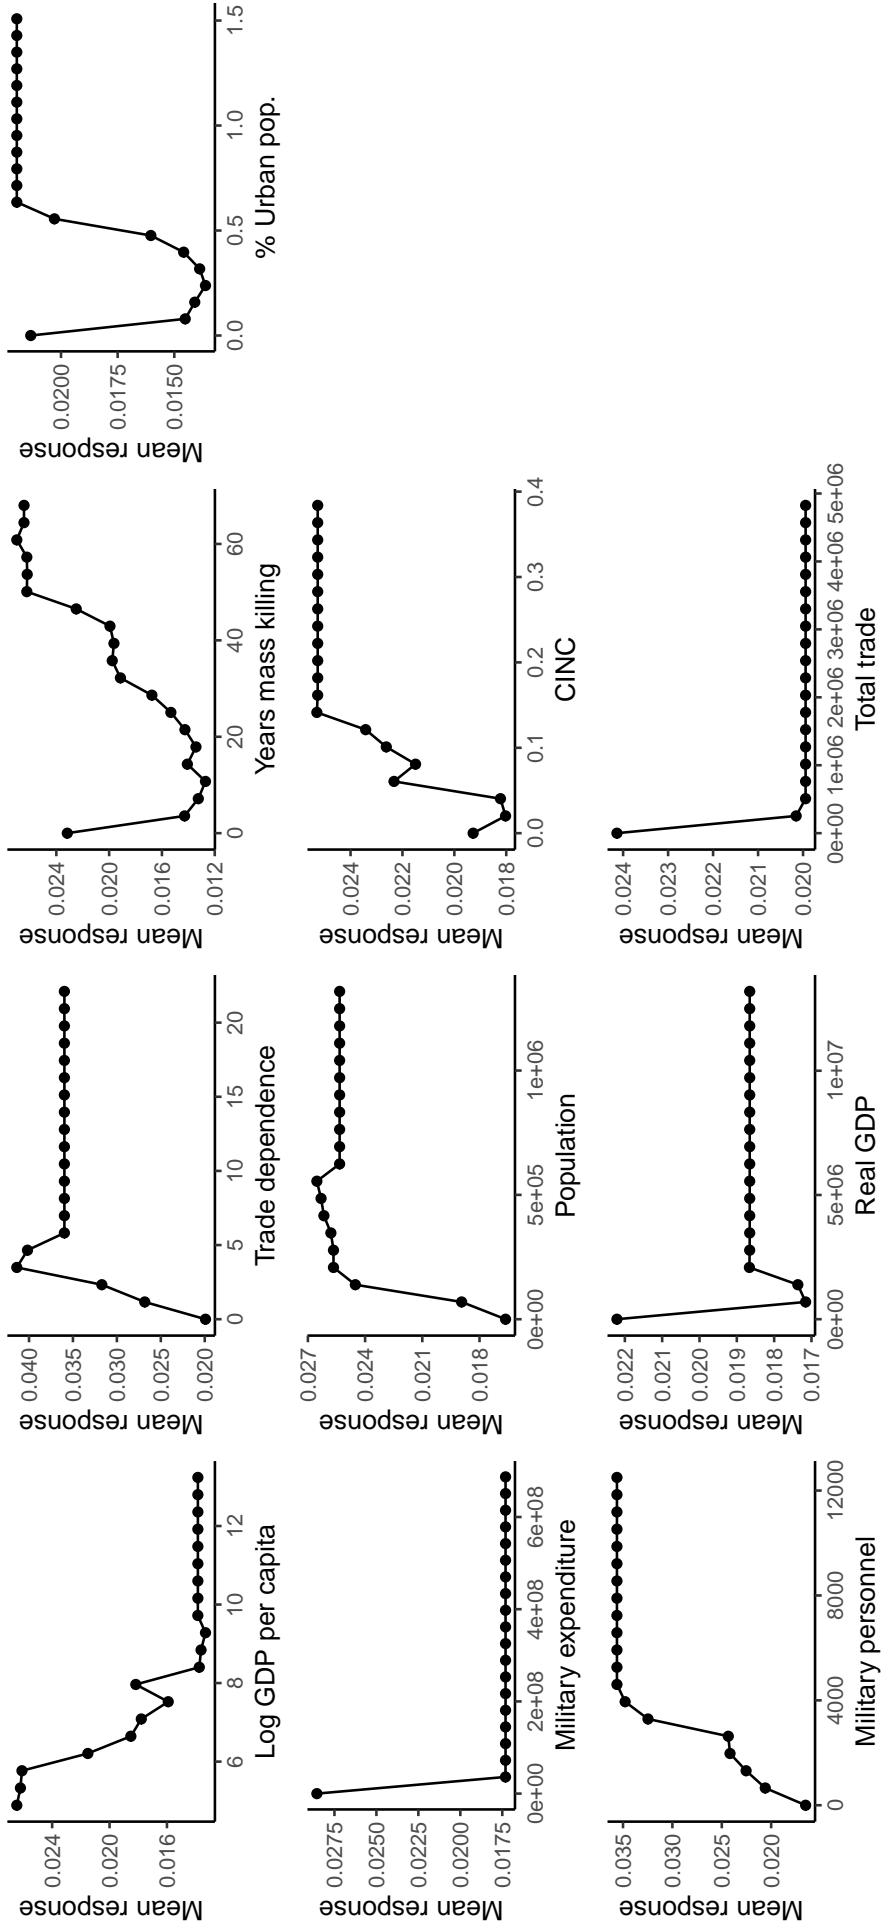 Mean response
0.024
0.020
0.016
6 8 10 12
Log GDP per capita
Mean response
0.040
0.035
0.030
0.025
0.020
0 5 10 15 20
Trade dependence
Mean response
0.024
0.020
0.016
0.012
0 20 40 60
Years mass killing
Mean response
0.0200
0.0175
0.0150
0.0 0.5 1.0 1.5
% Urban pop.
Mean response
0.0275
0.0250
0.0225
0.0200
0.0175
0e+00 2e+08 4e+08 6e+08
Military expenditure
Mean response
0.027
0.024
0.021
0.018
0e+00 5e+05 1e+06
Population
Mean response
0.024
0.022
0.020
0.018
0.0 0.1 0.2 0.3 0.4
CINC
Mean response
0.035
0.030
0.025
0.020
0 4000 8000 12000
Military personnel
Mean response
0.022
0.021
0.020
0.019
0.018
0.017
0e+00 5e+06 1e+07
Real GDP
Mean response
0.024
0.023
0.022
0.021
0.020
0e+00 1e+06 2e+06 3e+06 4e+06 5e+06
Total trade